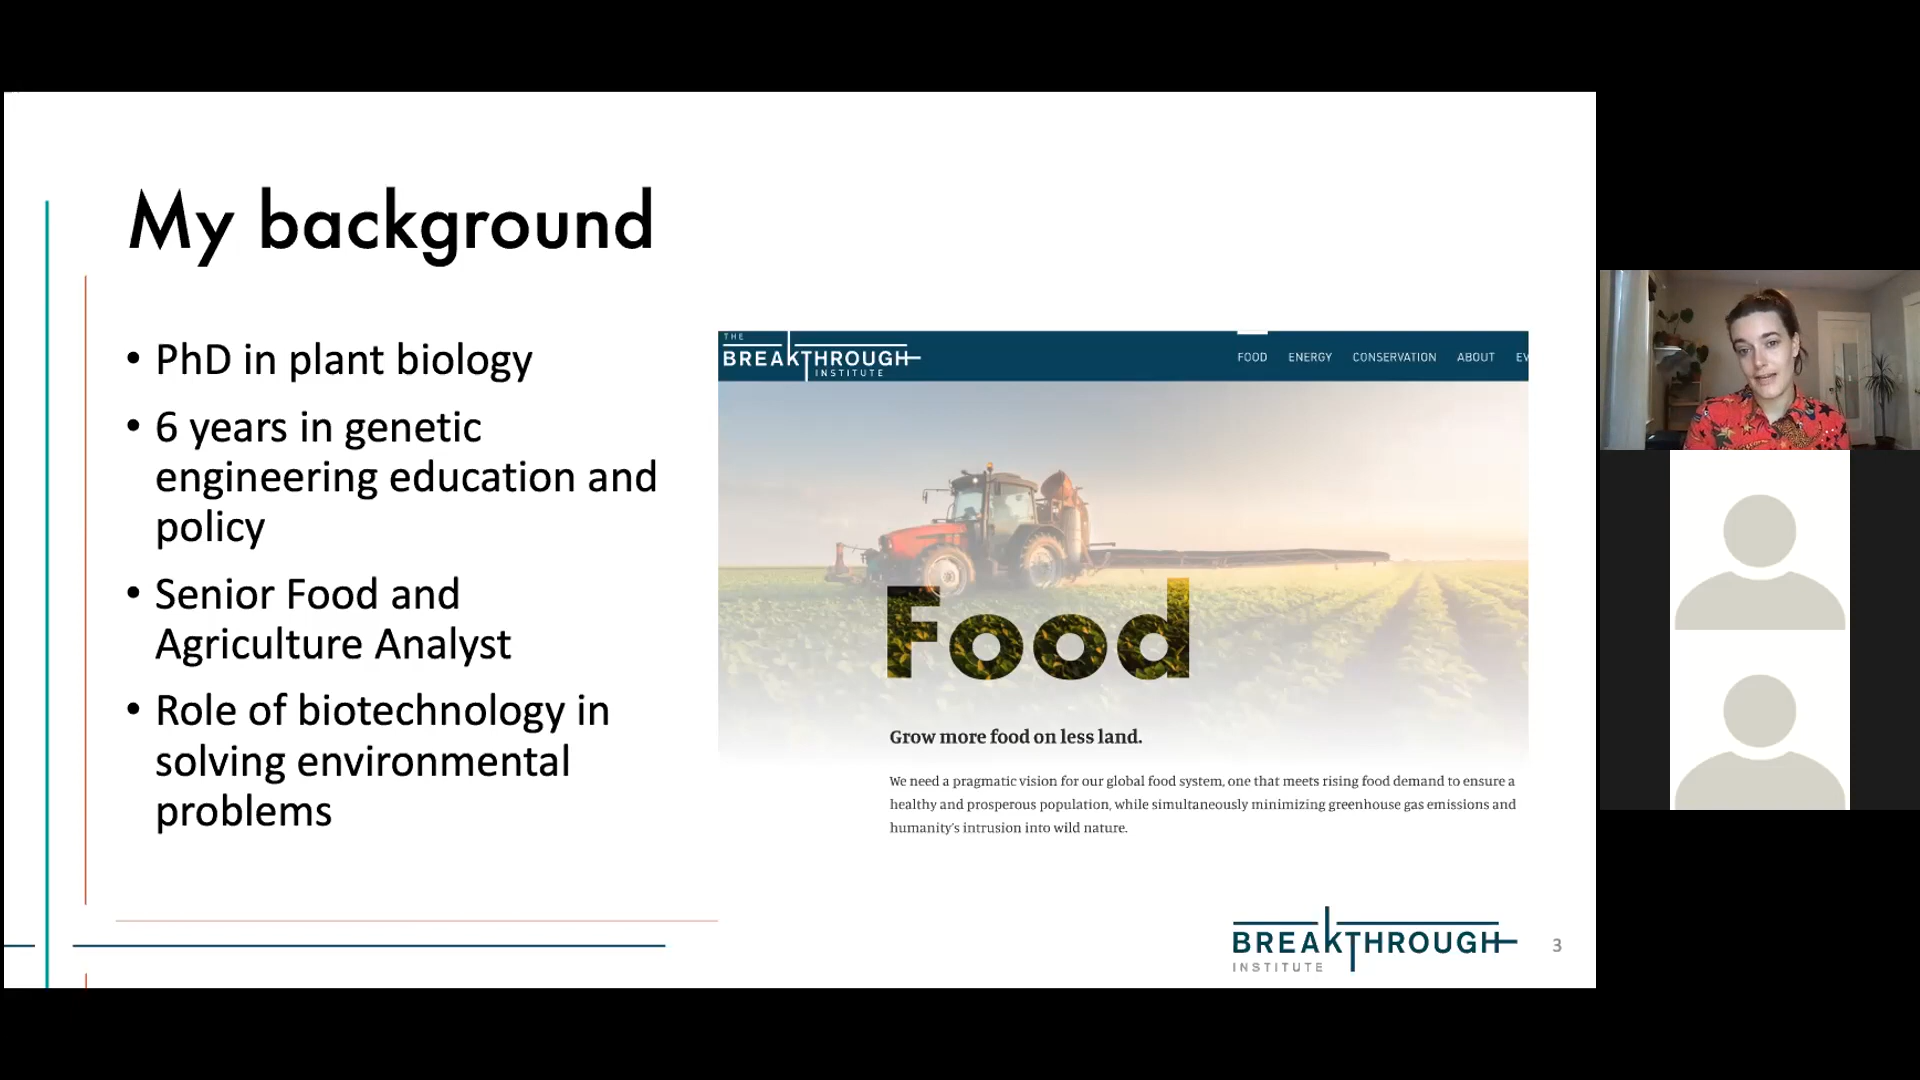 My background
• PhD in plant biology
• 6 years in genetic
engineering education and
policy
• Senior Food and
Agriculture Analyst
• Role of biotechnology in
solving environmental
problems
THE
BREAKTHROUGH
INSTITUTE
FOOD ENERGY CONSERVATION ABOUT EV
Food
Grow more food on less land.
We need a pragmatic vision for our global food system, one that meets rising food demand to ensure a
healthy and prosperous population, while simultaneously minimizing greenhouse gas emissions and
humanity's intrusion into wild nature.
BREAKTHROUGH
INSTITUTE
3